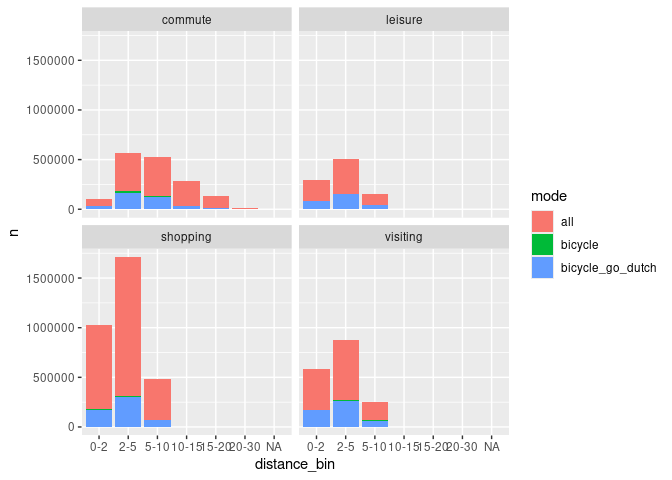 commute leisure
1500000
1000000
500000
0
shopping visiting
1500000
1000000
500000
0
n
0-2 2-5 5-10 10-15 15-20 20-30 NA 0-2 2-5 5-10 10-15 15-20 20-30 NA
distance_bin
mode
all
bicycle
bicycle_go_dutch